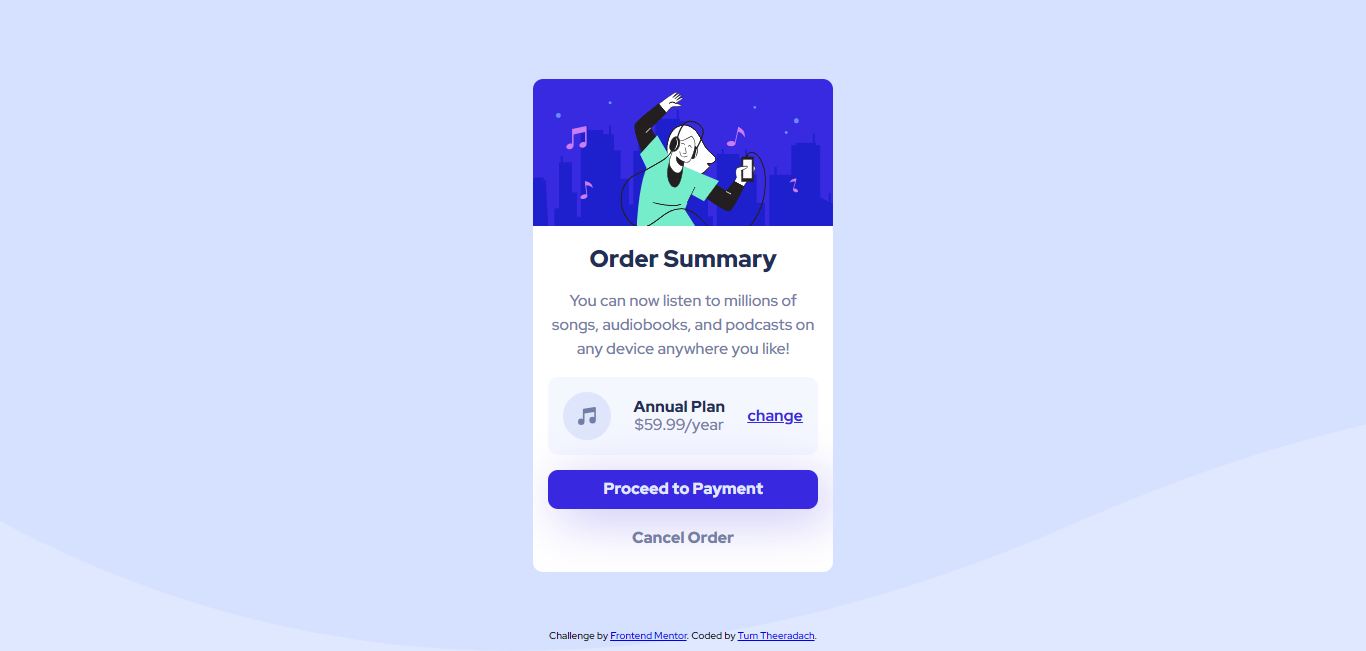 Order Summary
You can now listen to millions of
songs, audiobooks, and podcasts on
any device anywhere you like!
Annual Plan
$59.99/year
change
Proceed to Payment
Cancel Order
Challenge by Frontend Mentor. Coded by Tum Theeradach.